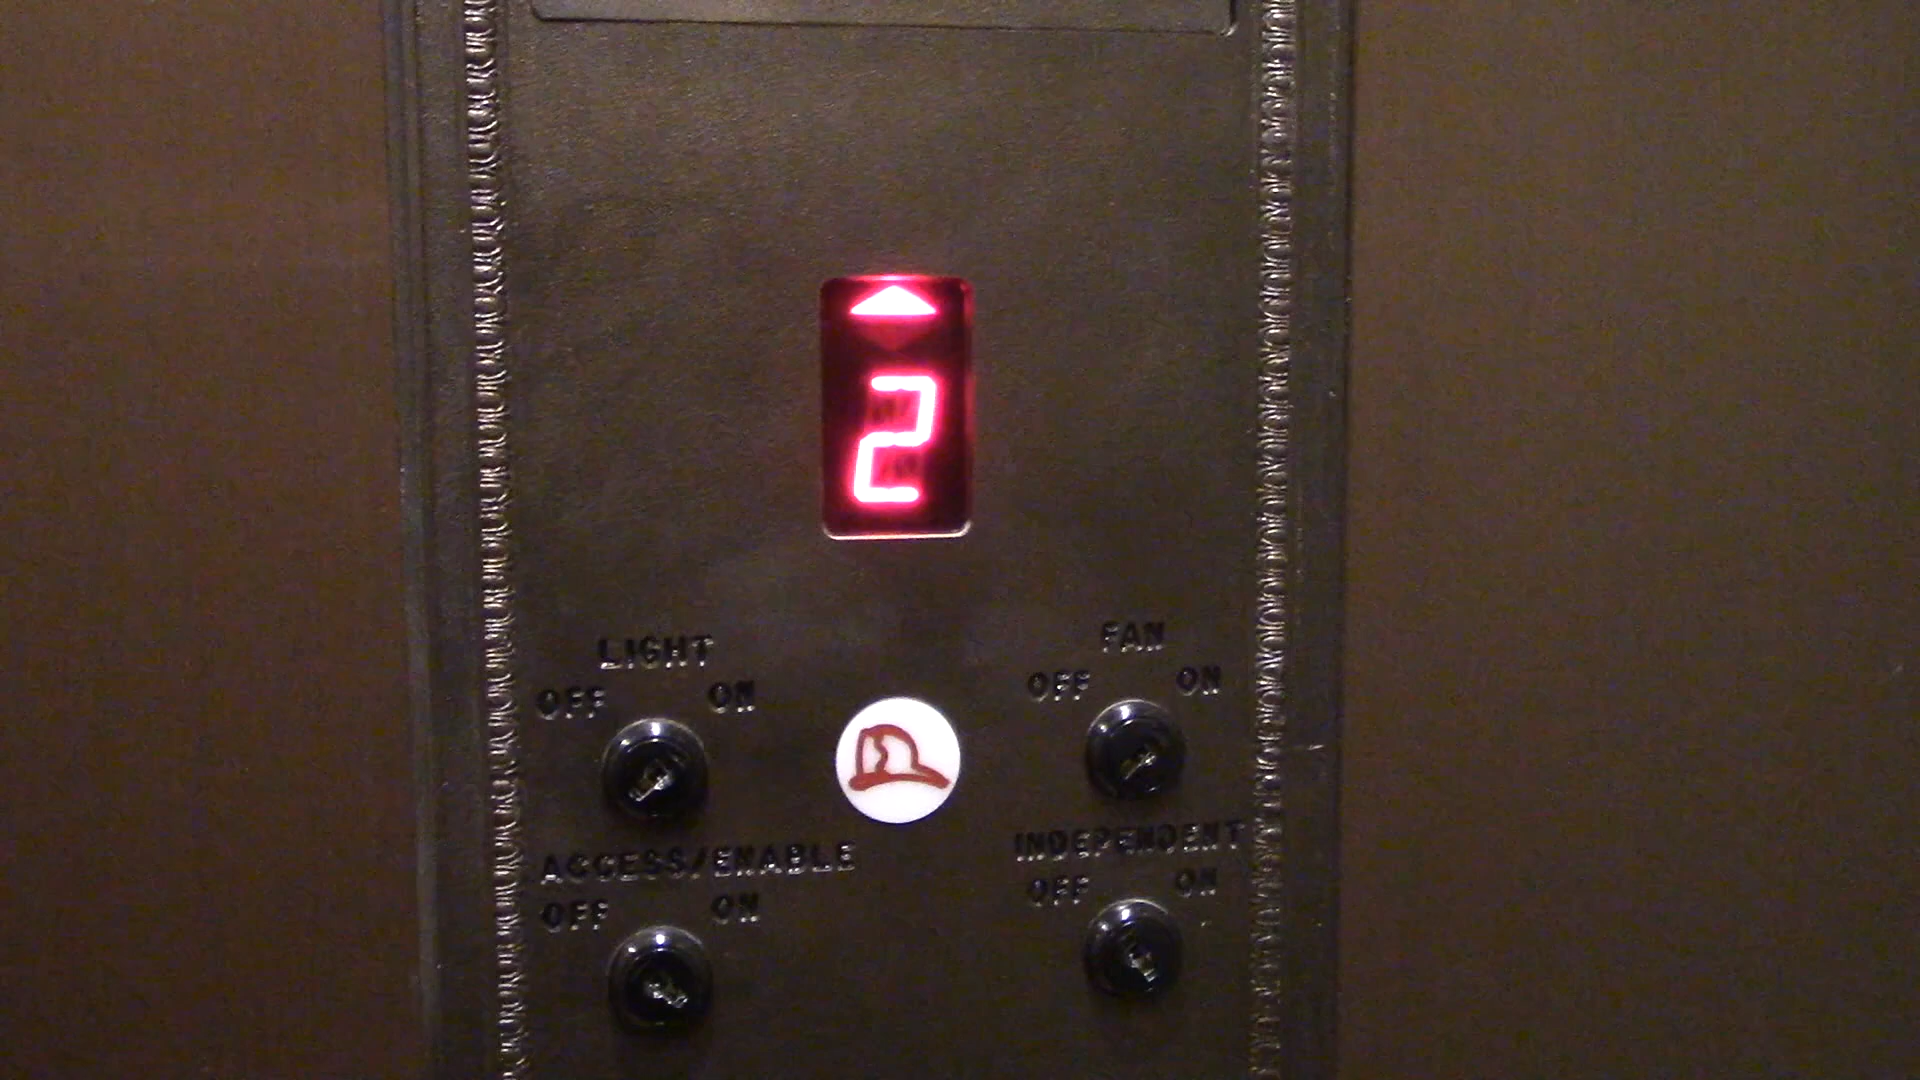 2
LIGHT
OFF ON
FAN
OFF ON
ACCESS/ENABLE
OFF ON
INDEPENDENT
OFF ON